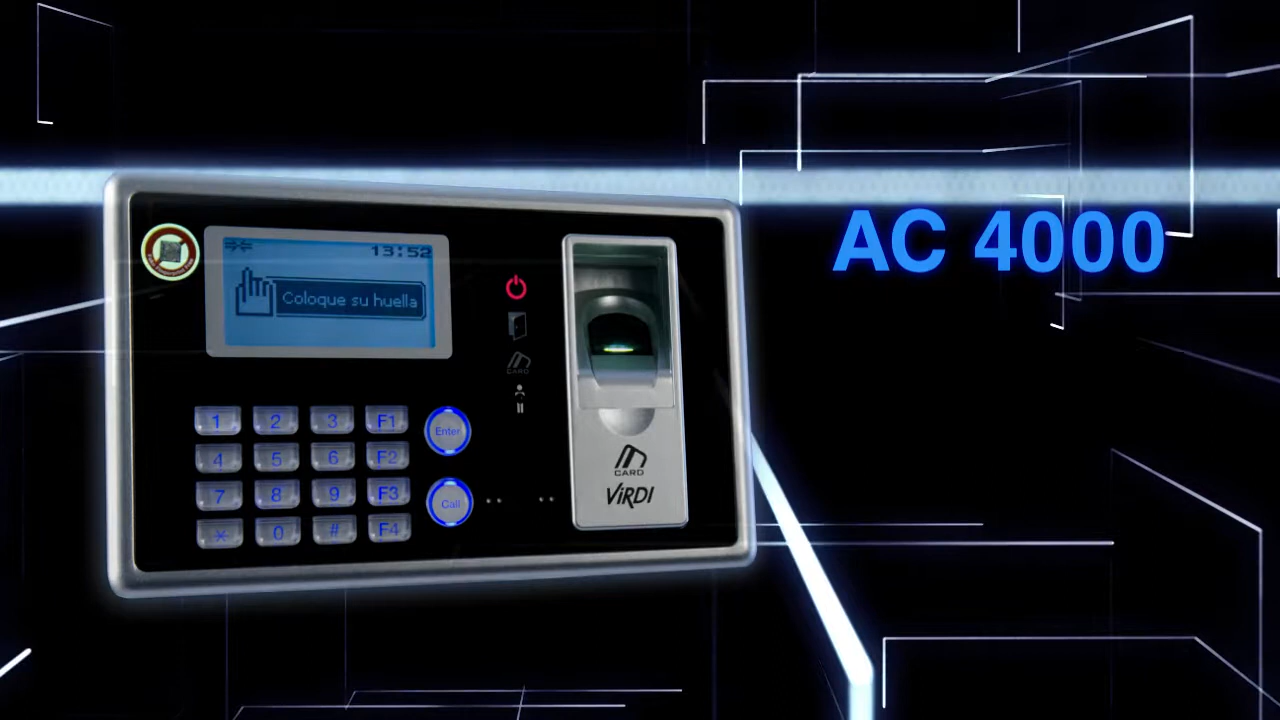 AC 4000
13:52
Coloque su huella
1 2 3 F1
4 5 6 F2
7 8 9 F3
* 0 # F4
Enter
Call
CARD
CARD
ViRDI